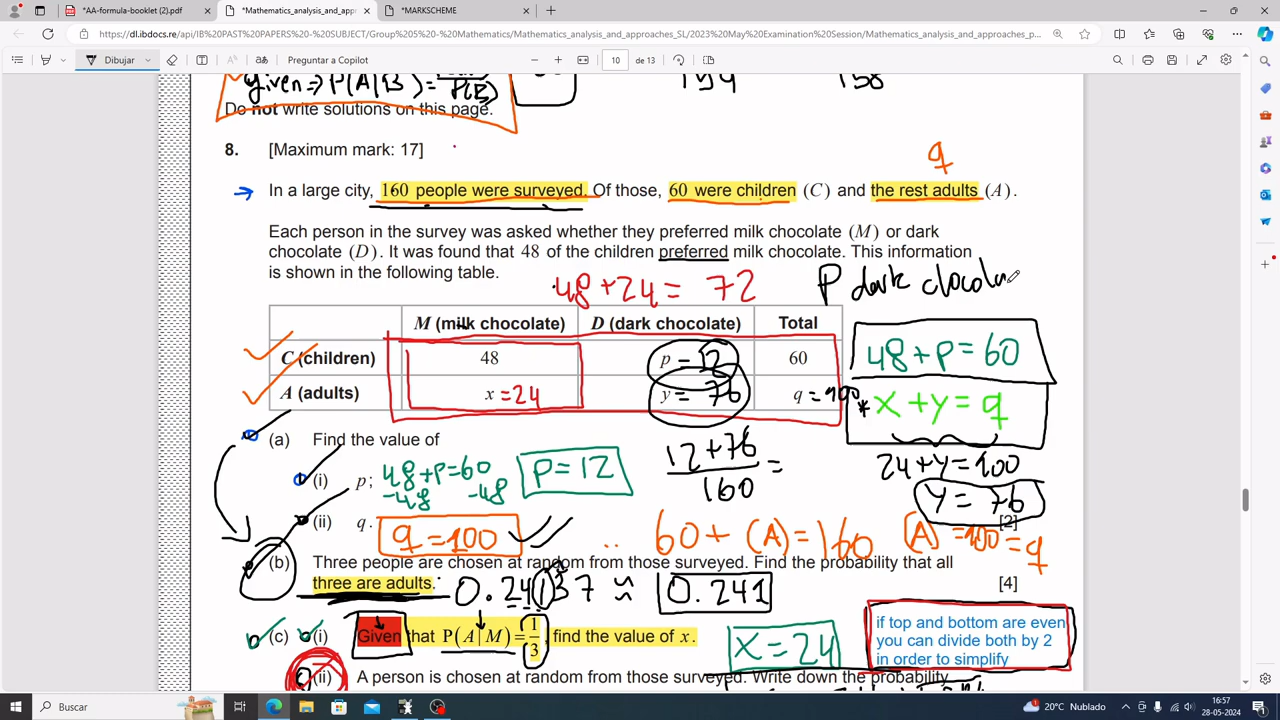 *AA-formula-booklet (2).pdf
*Mathematics_analysis_and_appr
*MARKSCHEME
https://dl.ibdocs.re/api/IB%20PAST%20PAPERS%20-%20SUBJECT/Group%205%20-%20Mathematics/Mathematics_analysis_and_approaches_SL/2023%20May%20Examination%20Session/Mathematics_analysis_and_approaches_p...
Dibujar
Preguntar a Copilot
10 de 13
given => P(A|B) =
P(B)
154
158
Do not write solutions on this page.
8. [Maximum mark: 17]
q
In a large city, 160 people were surveyed. Of those, 60 were children (C) and the rest adults (A).
Each person in the survey was asked whether they preferred milk chocolate (M) or dark
chocolate (D). It was found that 48 of the children preferred milk chocolate. This information
is shown in the following table.
48+24= 72
P dark clocola
M (milk chocolate) D (dark chocolate) Total
C (children) 48 p = 12 60
A (adults) x =24 y = 76 q =100
48+p=60
* x +y= q
24+y=100
y = 76
(a) Find the value of
12+76
160 =
(i) p; 48+p=60
-48 -48
P=12
(ii) q. q=100
[2]
60+ (A)=160
(A) =100=q
(b) Three people are chosen at random from those surveyed. Find the probability that all
three are adults.
[4]
0.24137 ≈ 0.241
(c) (i) Given that P(A|M) = 1/3, find the value of x.
X=24
if top and bottom are even
you can divide both by 2
in order to simplify
(ii) A person is chosen at random from those surveyed. Write down the probability
Buscar
20°C Nublado
16:57
28-05-2024